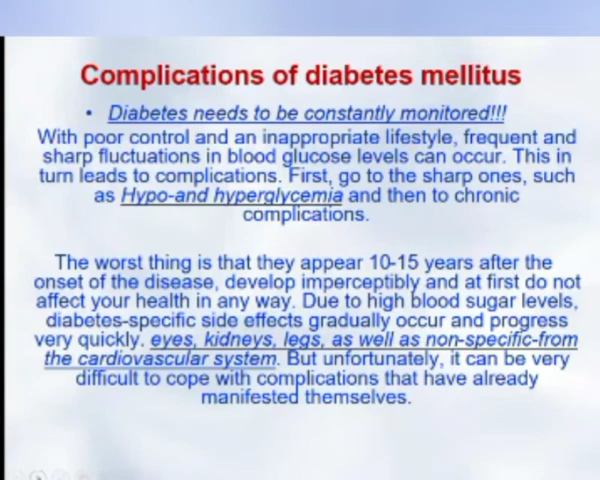 Complications of diabetes mellitus
• Diabetes needs to be constantly monitored!!!
With poor control and an inappropriate lifestyle, frequent and
sharp fluctuations in blood glucose levels can occur. This in
turn leads to complications. First, go to the sharp ones, such
as Hypo-and hyperglycemia and then to chronic
complications.
The worst thing is that they appear 10-15 years after the
onset of the disease, develop imperceptibly and at first do not
affect your health in any way. Due to high blood sugar levels,
diabetes-specific side effects gradually occur and progress
very quickly. eyes, kidneys, legs, as well as non-specific-from
the cardiovascular system. But unfortunately, it can be very
difficult to cope with complications that have already
manifested themselves.